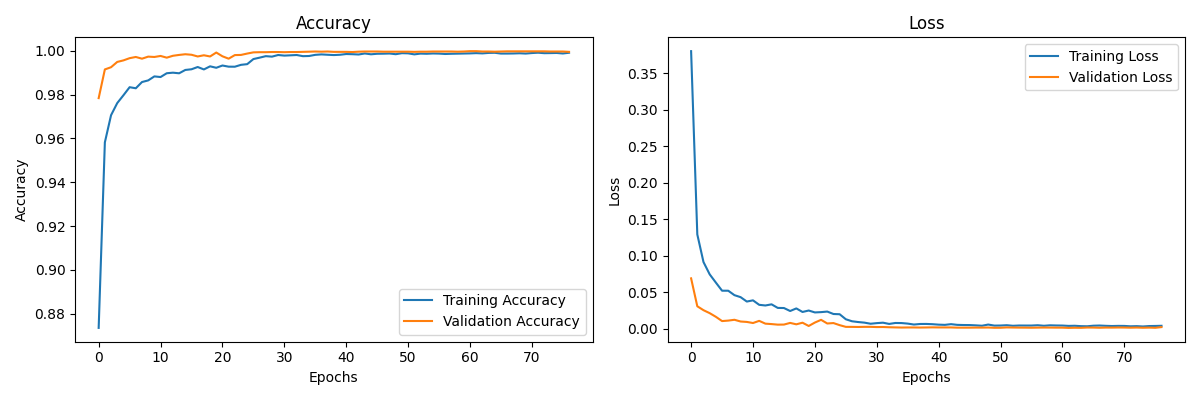 Accuracy
1.00
0.98
0.96
0.94
0.92
0.90
0.88
Accuracy
Training Accuracy
Validation Accuracy
0 10 20 30 40 50 60 70
Epochs
Loss
0.35
0.30
0.25
0.20
0.15
0.10
0.05
0.00
Loss
Training Loss
Validation Loss
0 10 20 30 40 50 60 70
Epochs